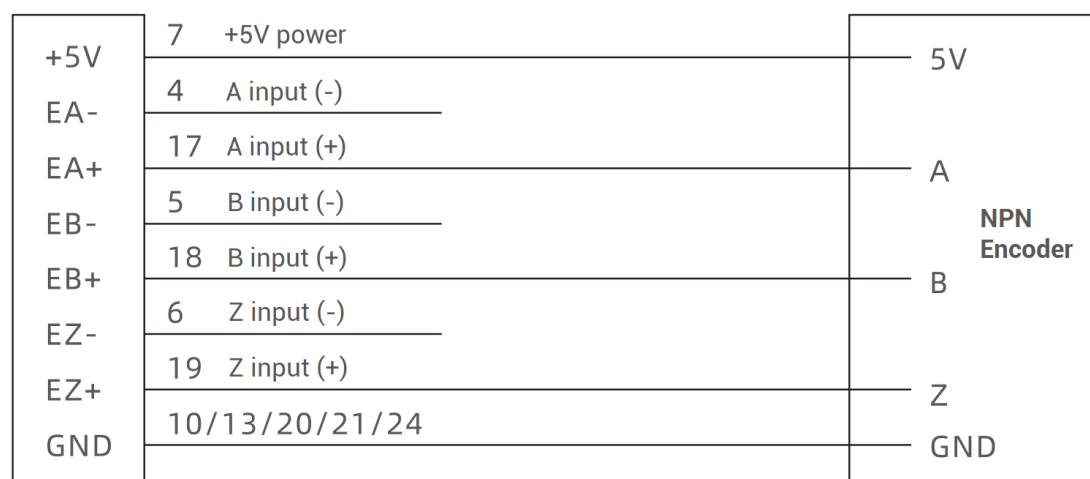 +5V
7 +5V power
5V
EA-
4 A input (-)
EA+
17 A input (+)
A
EB-
5 B input (-)
NPN
Encoder
EB+
18 B input (+)
B
EZ-
6 Z input (-)
EZ+
19 Z input (+)
Z
GND
10/13/20/21/24
GND